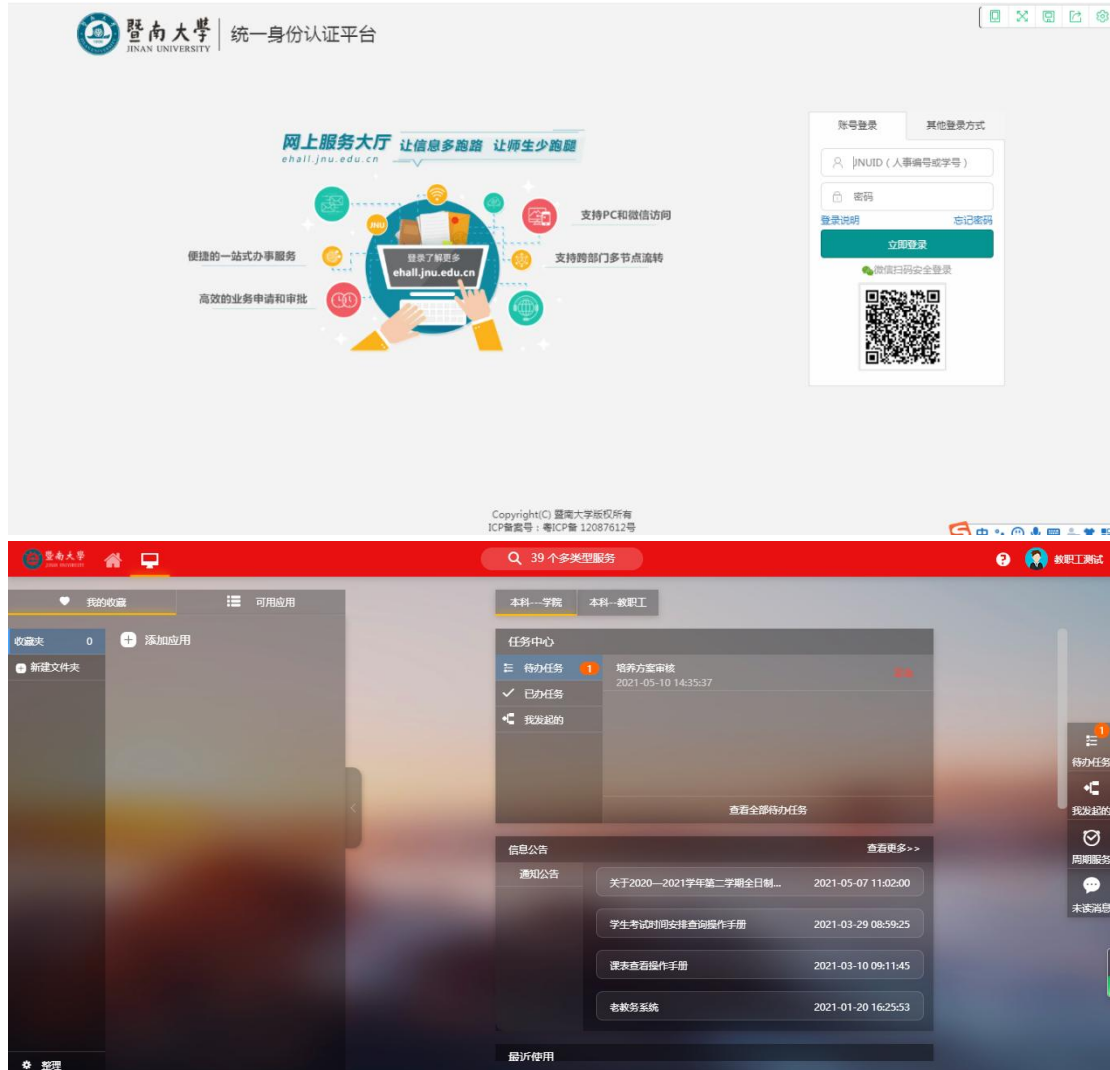 暨南大學
JINAN UNIVERSITY
统一身份认证平台
网上服务大厅 让信息多跑路 让师生少跑腿
ehall.jnu.edu.cn
JNU
支持PC和微信访问
便捷的一站式办事服务
登录了解更多
ehall.jnu.edu.cn
支持跨部门多节点流转
高效的业务申请和审批
账号登录 其他登录方式
JNUID（人事编号或学号）
密码
登录说明 忘记密码
立即登录
微信扫码安全登录
Copyright(C) 暨南大学版权所有
ICP备案号：粤ICP备 12087612号
中
暨南大學
JINAN UNIVERSITY
39 个多类型服务
教职工测试
我的收藏 可用应用
收藏夹 0 添加应用
新建文件夹
整理
本科---学院 本科--教职工
任务中心
待办任务 1
已办任务
我发起的
培养方案审核
2021-05-10 14:35:37
查看全部待办任务
信息公告 查看更多>>
通知公告
关于2020—2021学年第二学期全日制... 2021-05-07 11:02:00
学生考试时间安排查询操作手册 2021-03-29 08:59:25
课表查看操作手册 2021-03-10 09:11:45
老教务系统 2021-01-20 16:25:53
最近使用
1
待办任务
我发起的
周期服务
未读消息